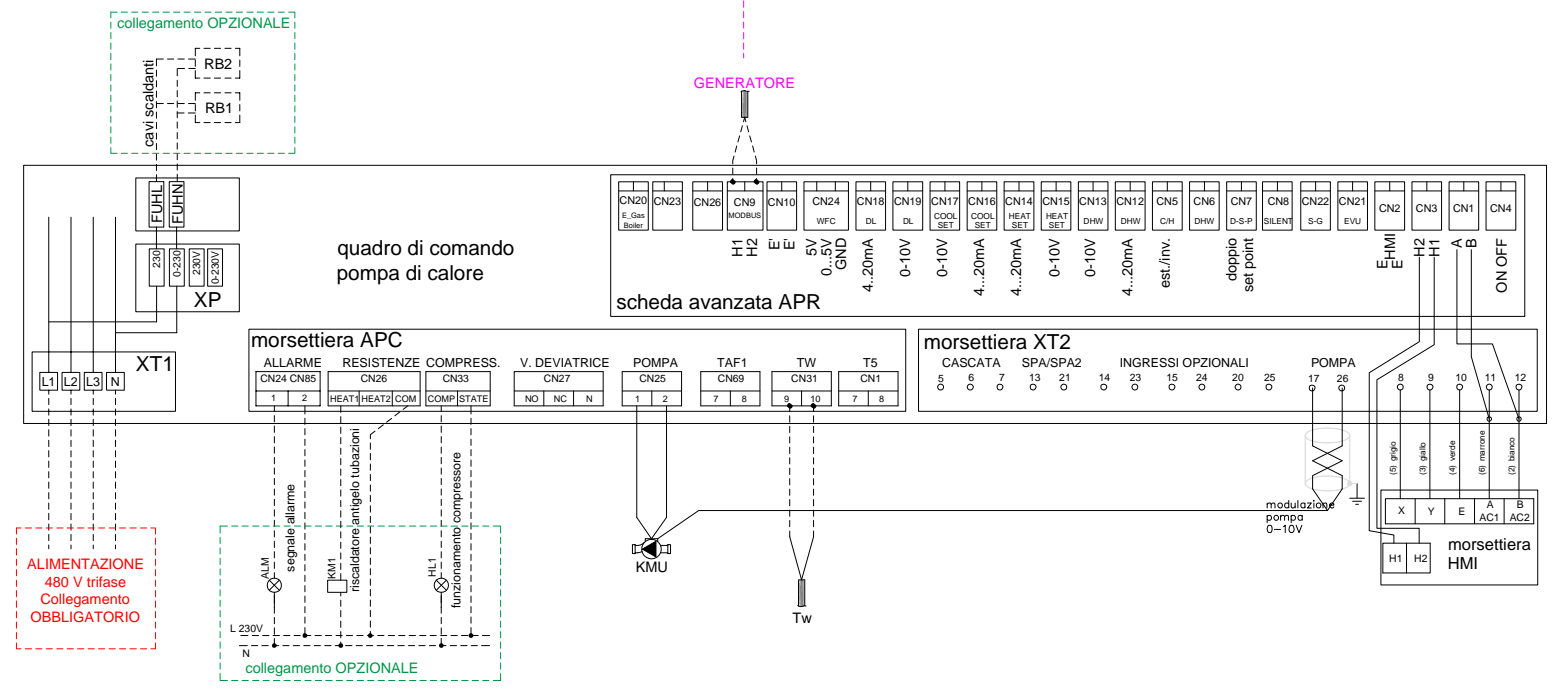 collegamento OPZIONALE
RB2
RB1
cavi scaldanti
GENERATORE
FUHL
FUHN
230
0-230
230V
0-230V
XP
quadro di comando
pompa di calore
CN20
E_Gas
Boiler
CN23
CN26
CN9
MODBUS
CN10
CN24
WFC
CN18
DL
CN19
DL
CN17
COOL
SET
CN16
COOL
SET
CN14
HEAT
SET
CN15
HEAT
SET
CN13
DHW
CN12
DHW
CN5
C/H
CN6
DHW
CN7
D-S-P
CN8
SILENT
CN22
S-G
CN21
EVU
CN2
CN3
CN1
CN4
H1
H2
E
E
5V
0...5V
GND
4..20mA
0-10V
0-10V
4...20mA
4...20mA
0-10V
0-10V
4..20mA
est./inv.
doppio
set point
E
HMI
E
H2
H1
A
B
ON OFF
scheda avanzata APR
XT1
L1
L2
L3
N
morsettiera APC
ALLARME
RESISTENZE
COMPRESS.
V. DEVIATRICE
POMPA
TAF1
TW
T5
CN24 CN85
CN26
CN33
CN27
CN25
CN69
CN31
CN1
1
2
HEAT1
HEAT2
COM
COMP
STATE
NO
NC
N
1
2
7
8
9
10
7
8
morsettiera XT2
CASCATA
SPA/SPA2
INGRESSI OPZIONALI
POMPA
5
6
7
13
21
14
23
15
24
20
25
17
26
8
9
10
11
12
(5) grigio
(3) giallo
(4) verde
(6) marrone
(2) bianco
X
Y
E
A
AC1
B
AC2
H1
H2
morsettiera
HMI
modulazione
pompa
0-10V
KMU
Tw
ALM
segnale allarme
KM1
riscaldatore antigelo tubazioni
HL1
funzionamento compressore
L 230V
N
collegamento OPZIONALE
ALIMENTAZIONE
480 V trifase
Collegamento
OBBLIGATORIO